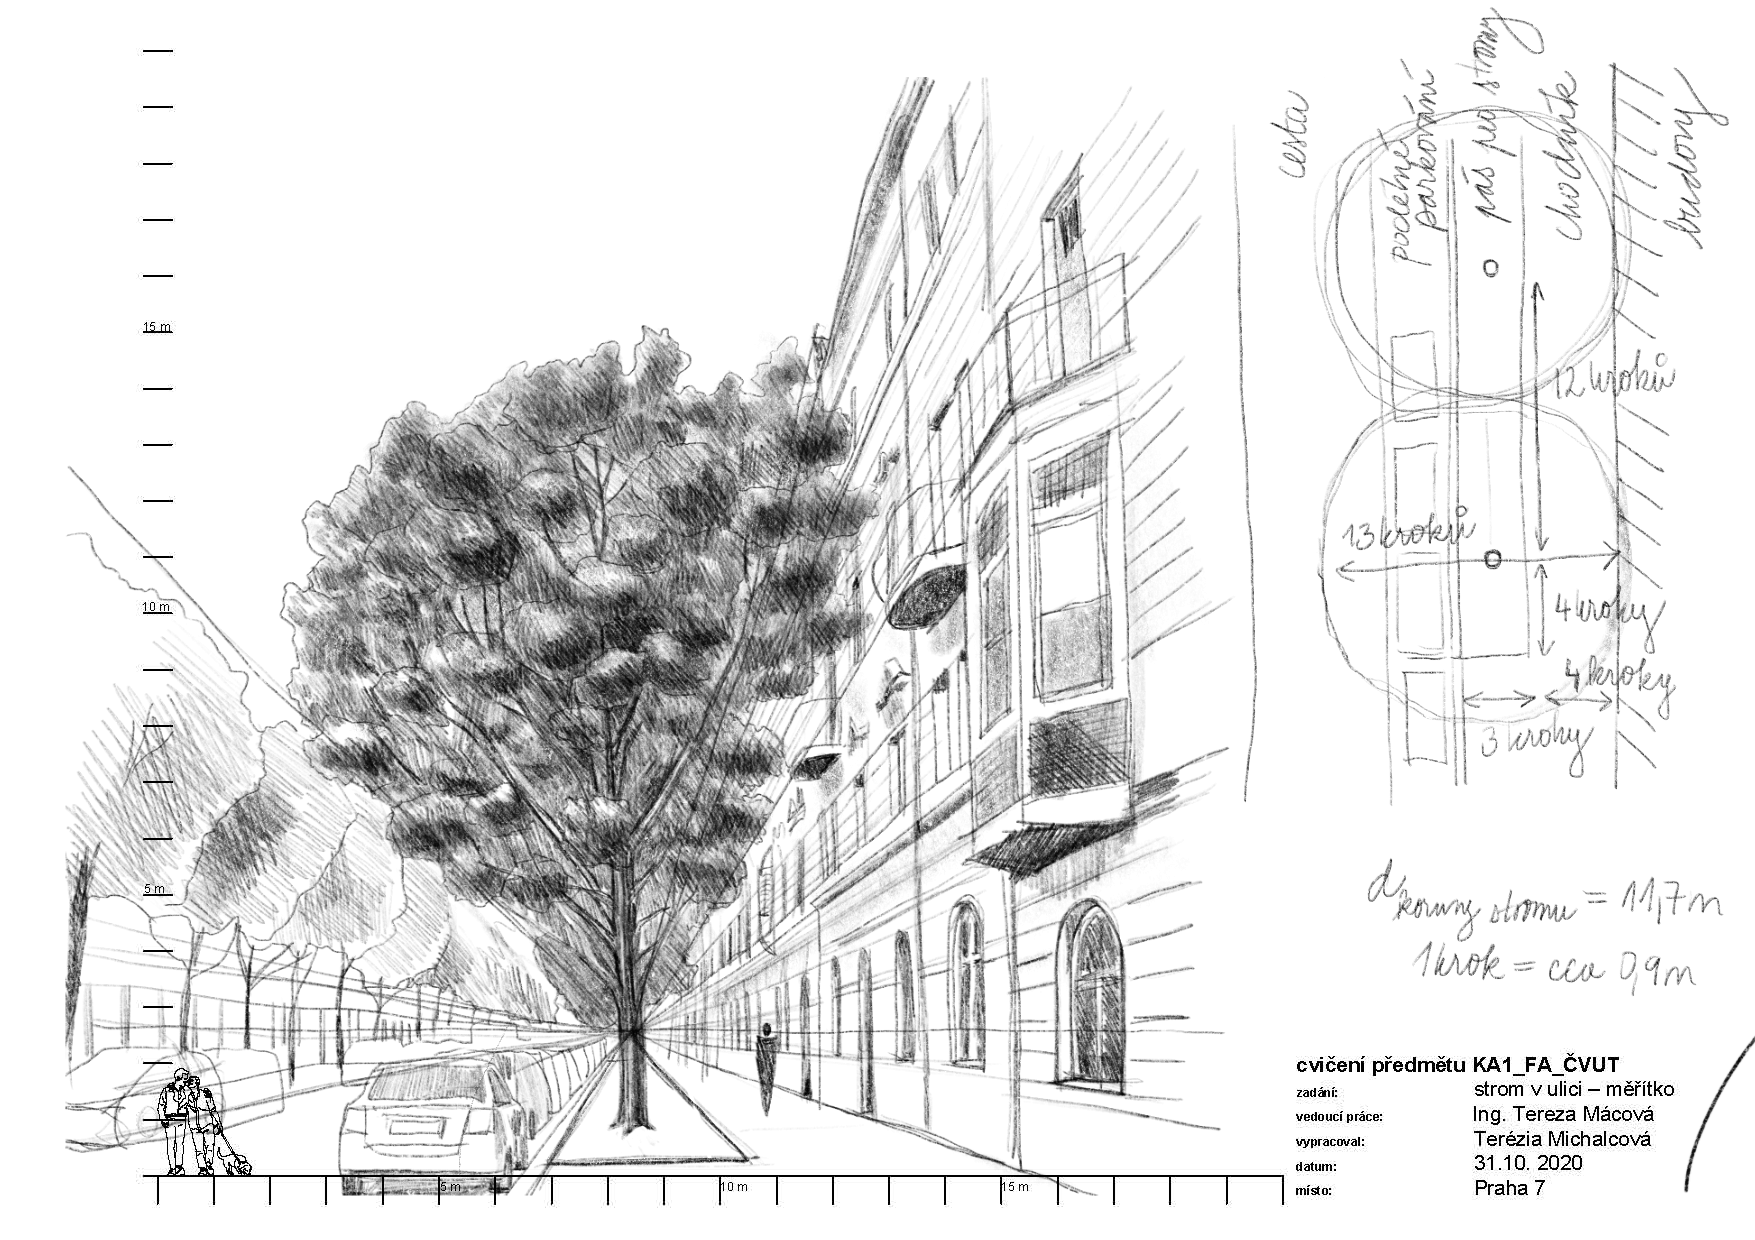 15 m
10 m
5 m
5 m
10 m
15 m
cesta
podélné
parkování
pás pro stromy
chodník
budovy
12 kroků
13 kroků
4 kroky
4 kroky
3 kroky
d koruny stromu = 11,7 m
1 krok = cca 0,9 m
cvičení předmětu KA1_FA_ČVUT
zadání: strom v ulici – měřítko
vedoucí práce: Ing. Tereza Mácová
vypracoval: Terézia Michalcová
datum: 31.10. 2020
místo: Praha 7